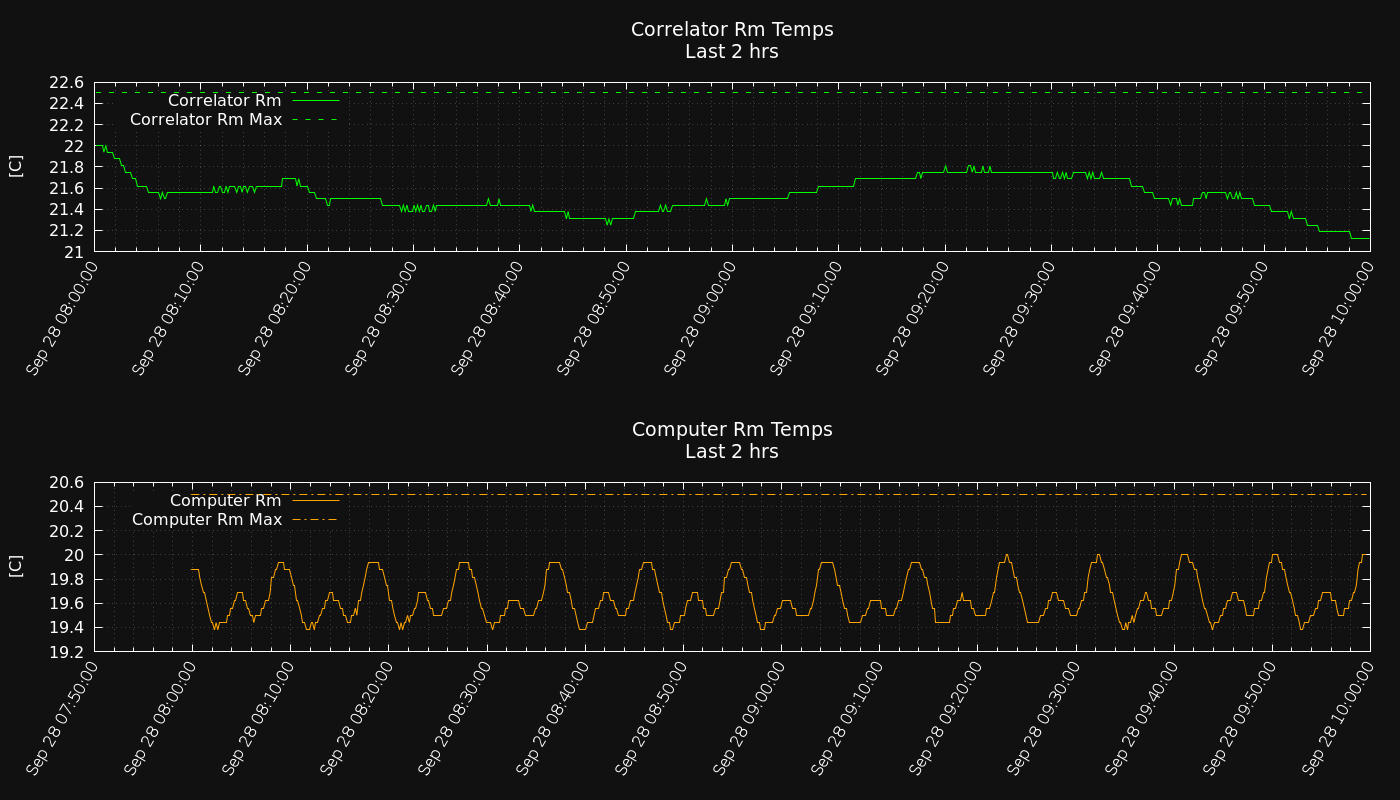 Correlator Rm Temps
Last 2 hrs
22.6
22.4
22.2
22
21.8
21.6
21.4
21.2
21
[C]
Correlator Rm
Correlator Rm Max
Sep 28 08:00:00
Sep 28 08:10:00
Sep 28 08:20:00
Sep 28 08:30:00
Sep 28 08:40:00
Sep 28 08:50:00
Sep 28 09:00:00
Sep 28 09:10:00
Sep 28 09:20:00
Sep 28 09:30:00
Sep 28 09:40:00
Sep 28 09:50:00
Sep 28 10:00:00
Computer Rm Temps
Last 2 hrs
20.6
20.4
20.2
20
19.8
19.6
19.4
19.2
[C]
Computer Rm
Computer Rm Max
Sep 28 07:50:00
Sep 28 08:00:00
Sep 28 08:10:00
Sep 28 08:20:00
Sep 28 08:30:00
Sep 28 08:40:00
Sep 28 08:50:00
Sep 28 09:00:00
Sep 28 09:10:00
Sep 28 09:20:00
Sep 28 09:30:00
Sep 28 09:40:00
Sep 28 09:50:00
Sep 28 10:00:00